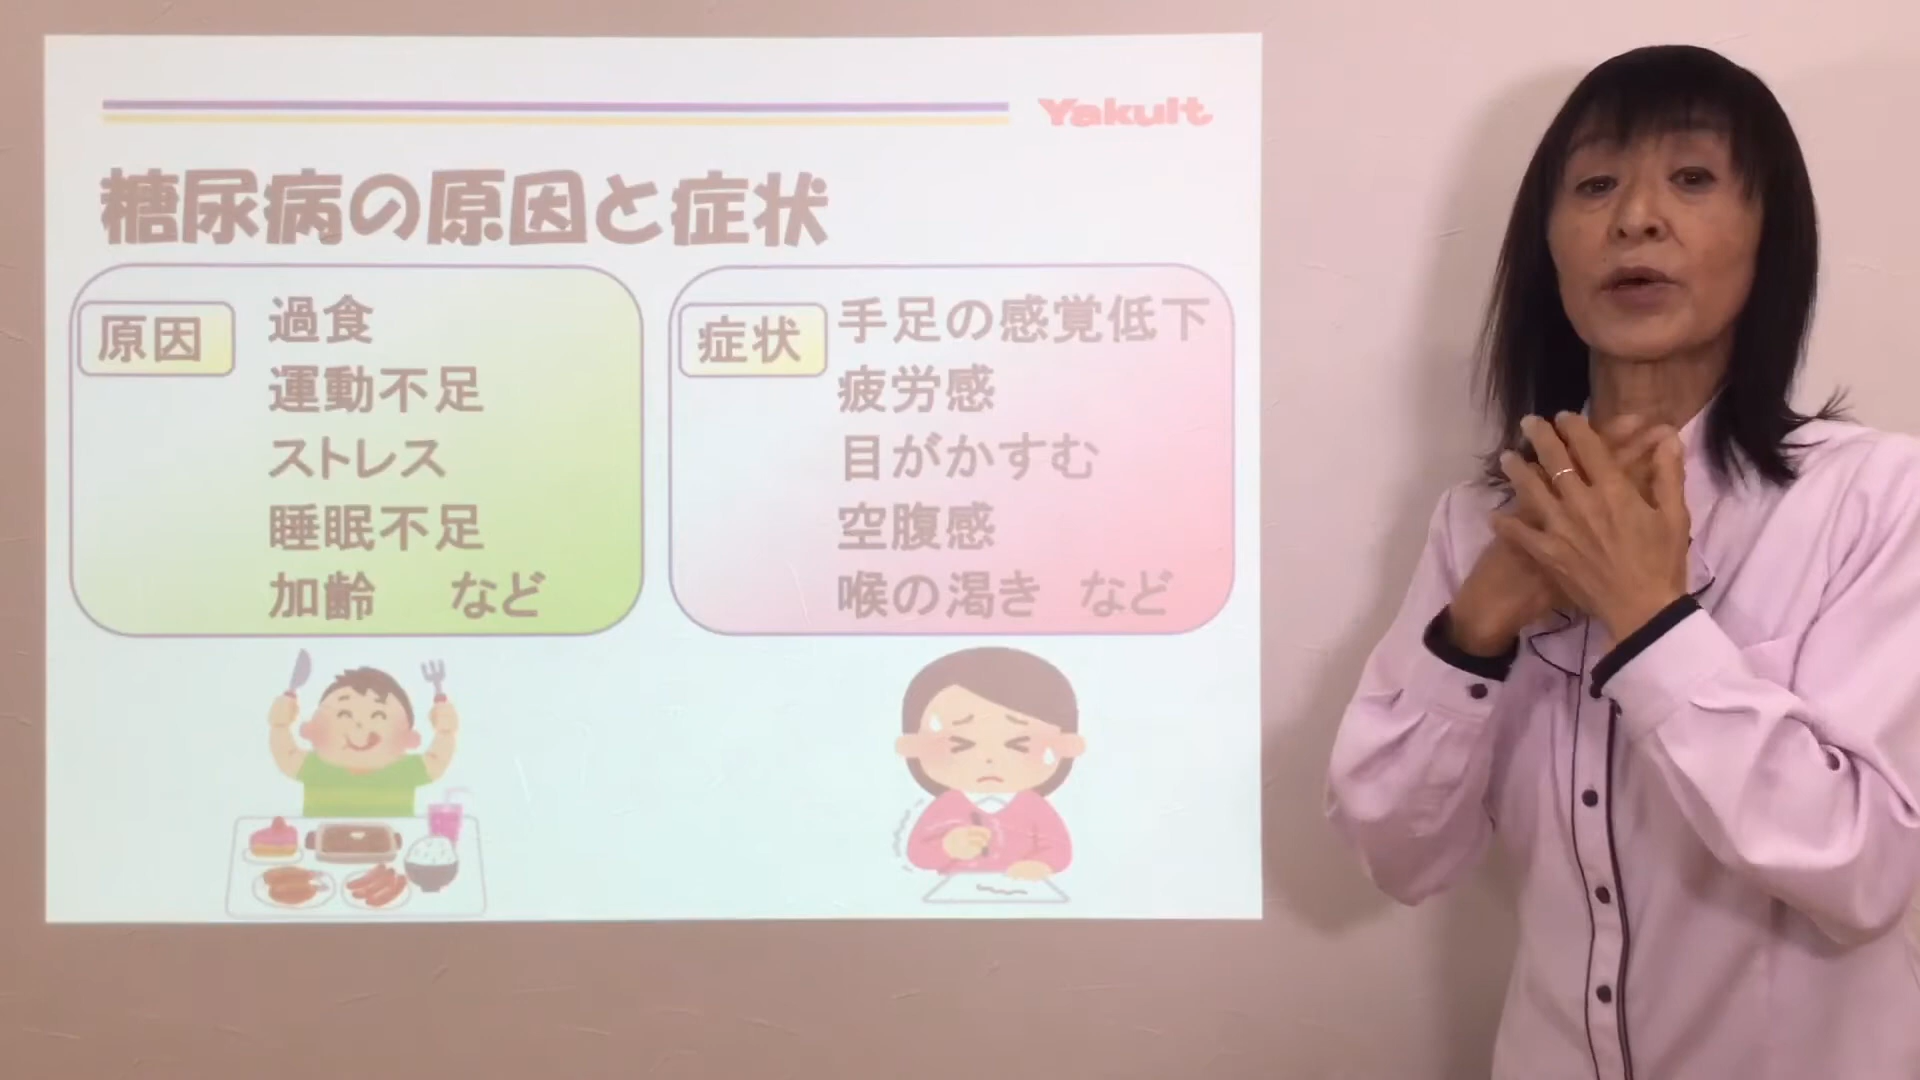 Yakult
糖尿病の原因と症状
原因
過食
運動不足
ストレス
睡眠不足
加齢 など
症状
手足の感覚低下
疲労感
目がかすむ
空腹感
喉の渇き など